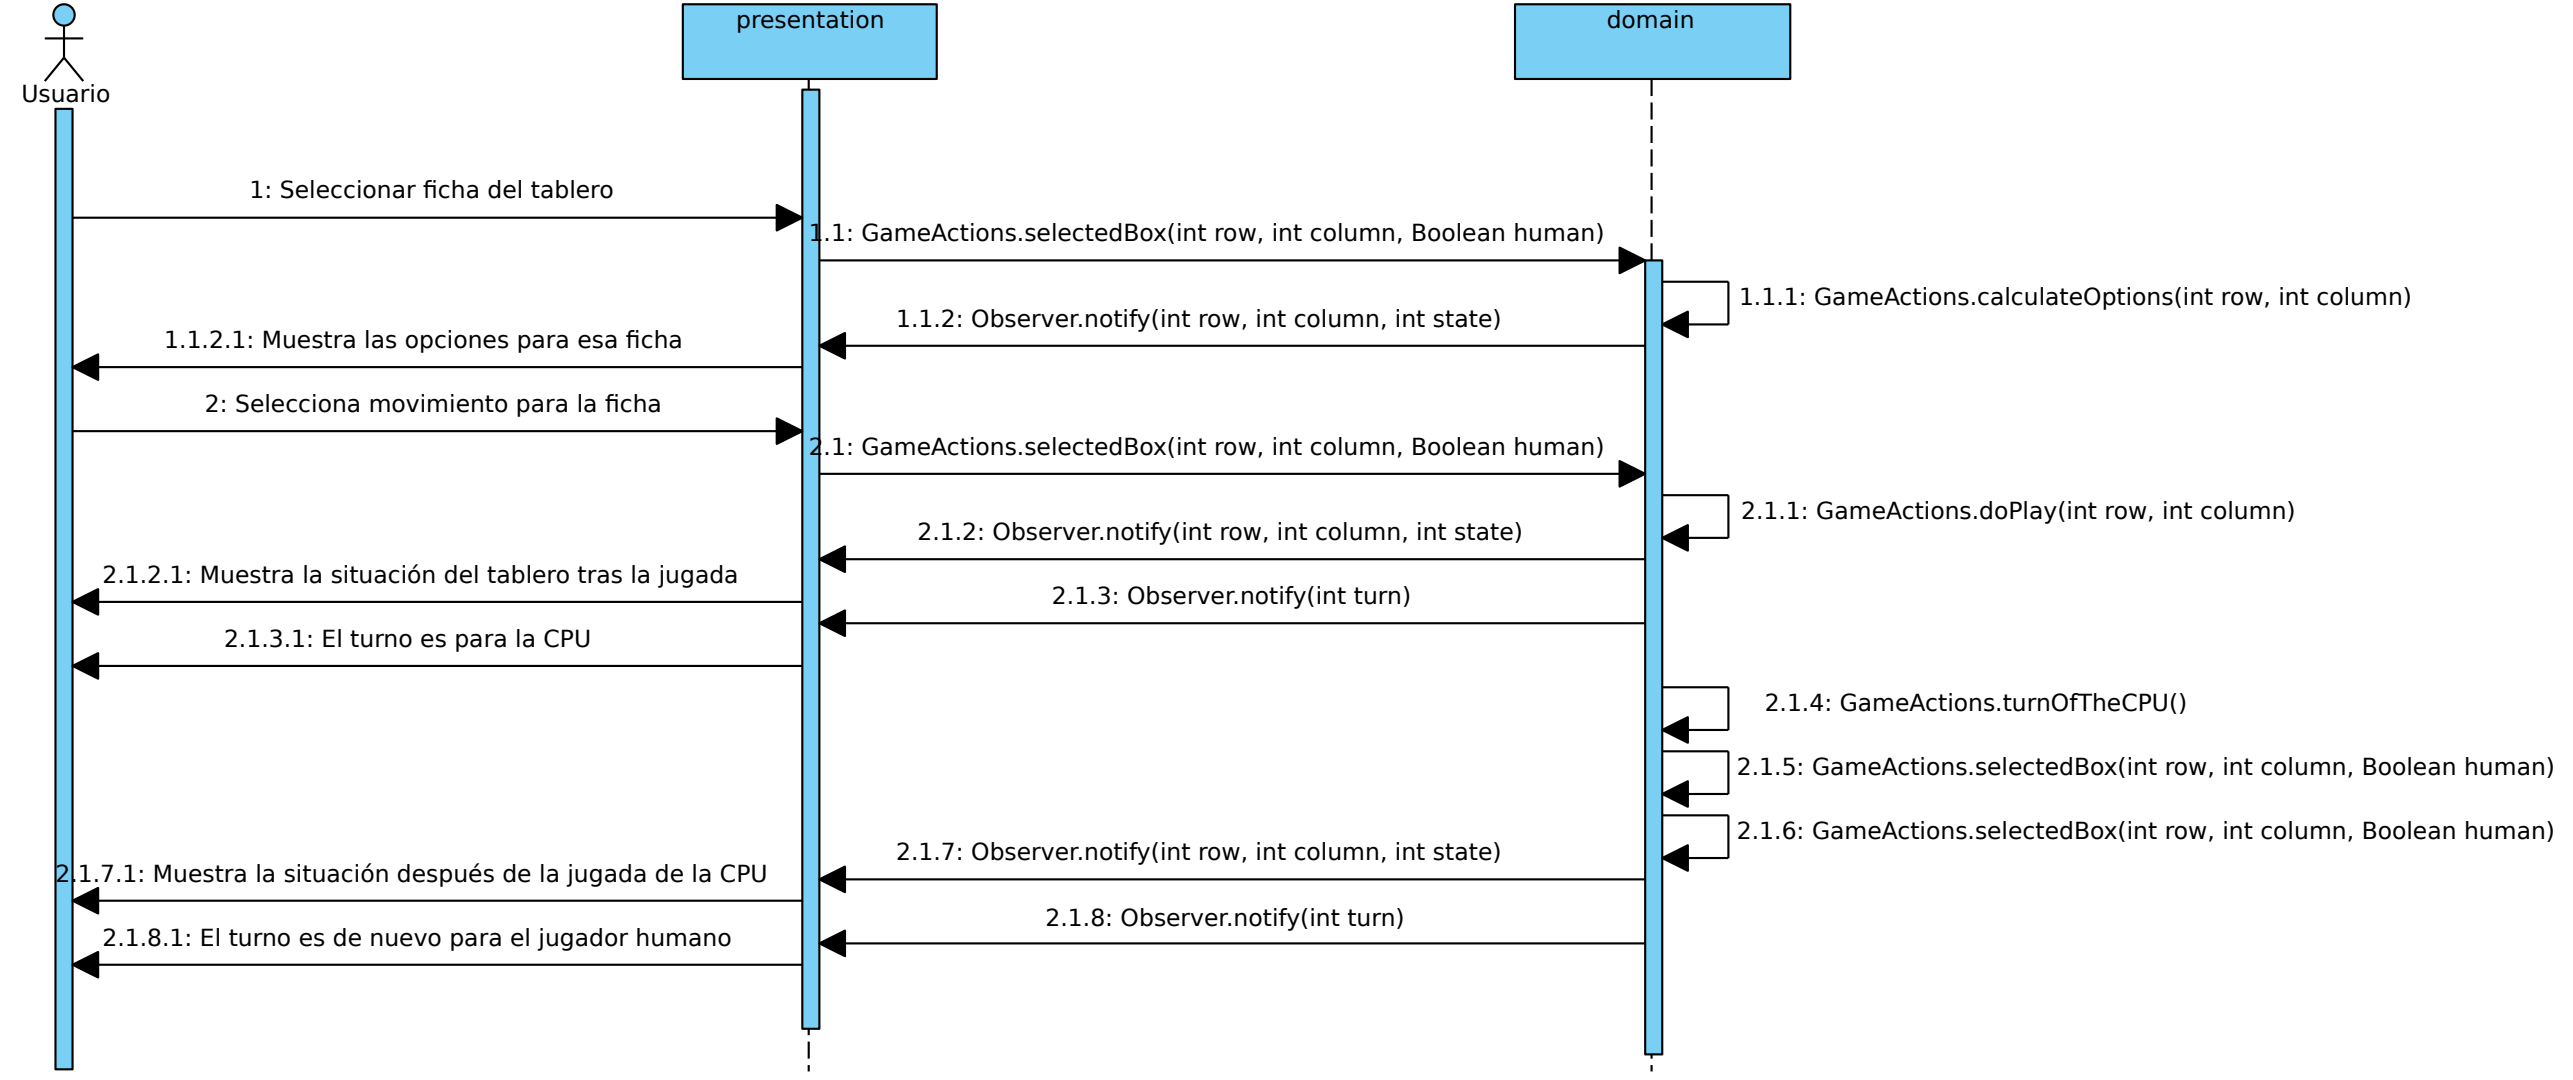 presentation
domain
Usuario
1: Seleccionar ficha del tablero
1.1: GameActions.selectedBox(int row, int column, Boolean human)
1.1.1: GameActions.calculateOptions(int row, int column)
1.1.2: Observer.notify(int row, int column, int state)
1.1.2.1: Muestra las opciones para esa ficha
2: Selecciona movimiento para la ficha
2.1: GameActions.selectedBox(int row, int column, Boolean human)
2.1.1: GameActions.doPlay(int row, int column)
2.1.2: Observer.notify(int row, int column, int state)
2.1.2.1: Muestra la situación del tablero tras la jugada
2.1.3: Observer.notify(int turn)
2.1.3.1: El turno es para la CPU
2.1.4: GameActions.turnOfTheCPU()
2.1.5: GameActions.selectedBox(int row, int column, Boolean human)
2.1.6: GameActions.selectedBox(int row, int column, Boolean human)
2.1.7: Observer.notify(int row, int column, int state)
2.1.7.1: Muestra la situación después de la jugada de la CPU
2.1.8: Observer.notify(int turn)
2.1.8.1: El turno es de nuevo para el jugador humano